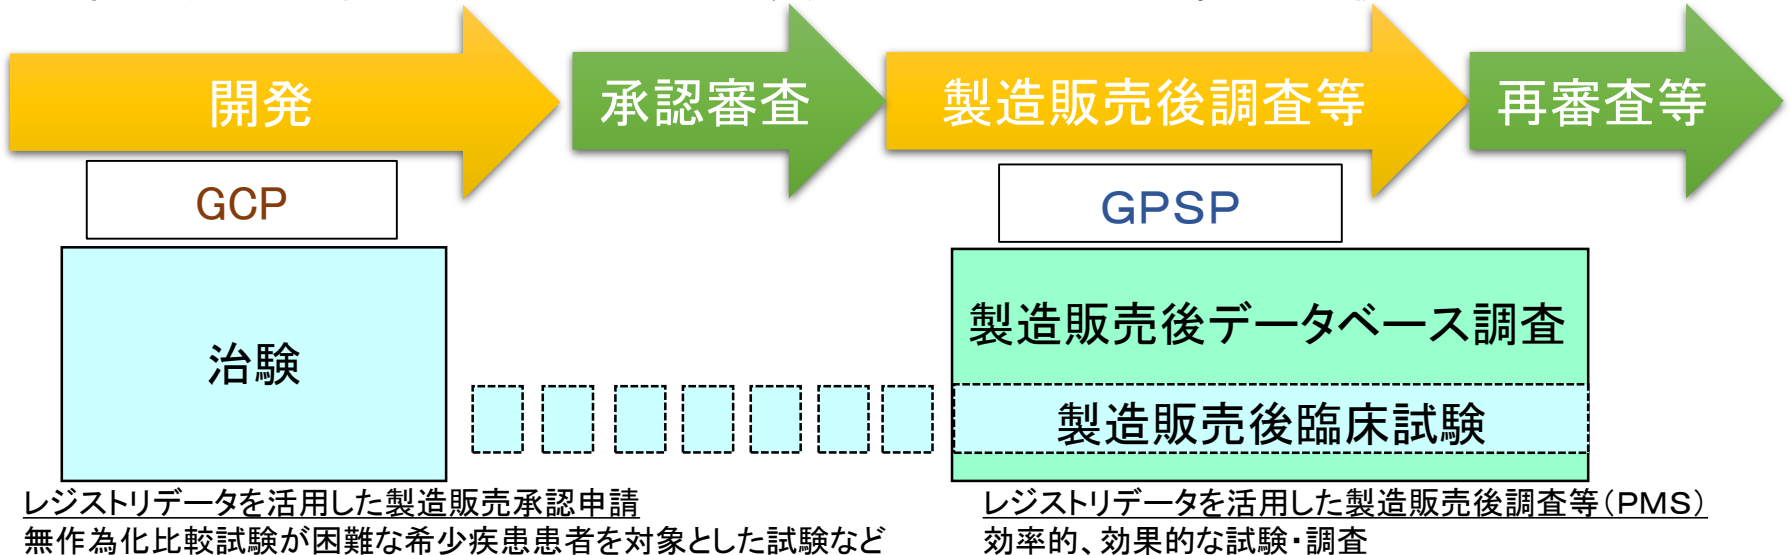 開発
承認審査
製造販売後調査等
再審査等
GCP
GPSP
治験
製造販売後データベース調査
製造販売後臨床試験
レジストリデータを活用した製造販売承認申請
無作為化比較試験が困難な希少疾患患者を対象とした試験など
レジストリデータを活用した製造販売後調査等(PMS)
効率的、効果的な試験・調査